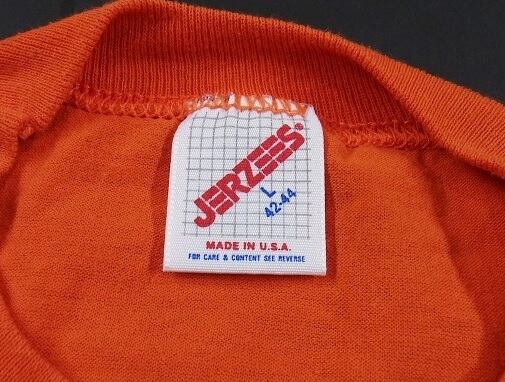 JERZEES®
L
42-44
MADE IN U.S.A.
FOR CARE & CONTENT SEE REVERSE